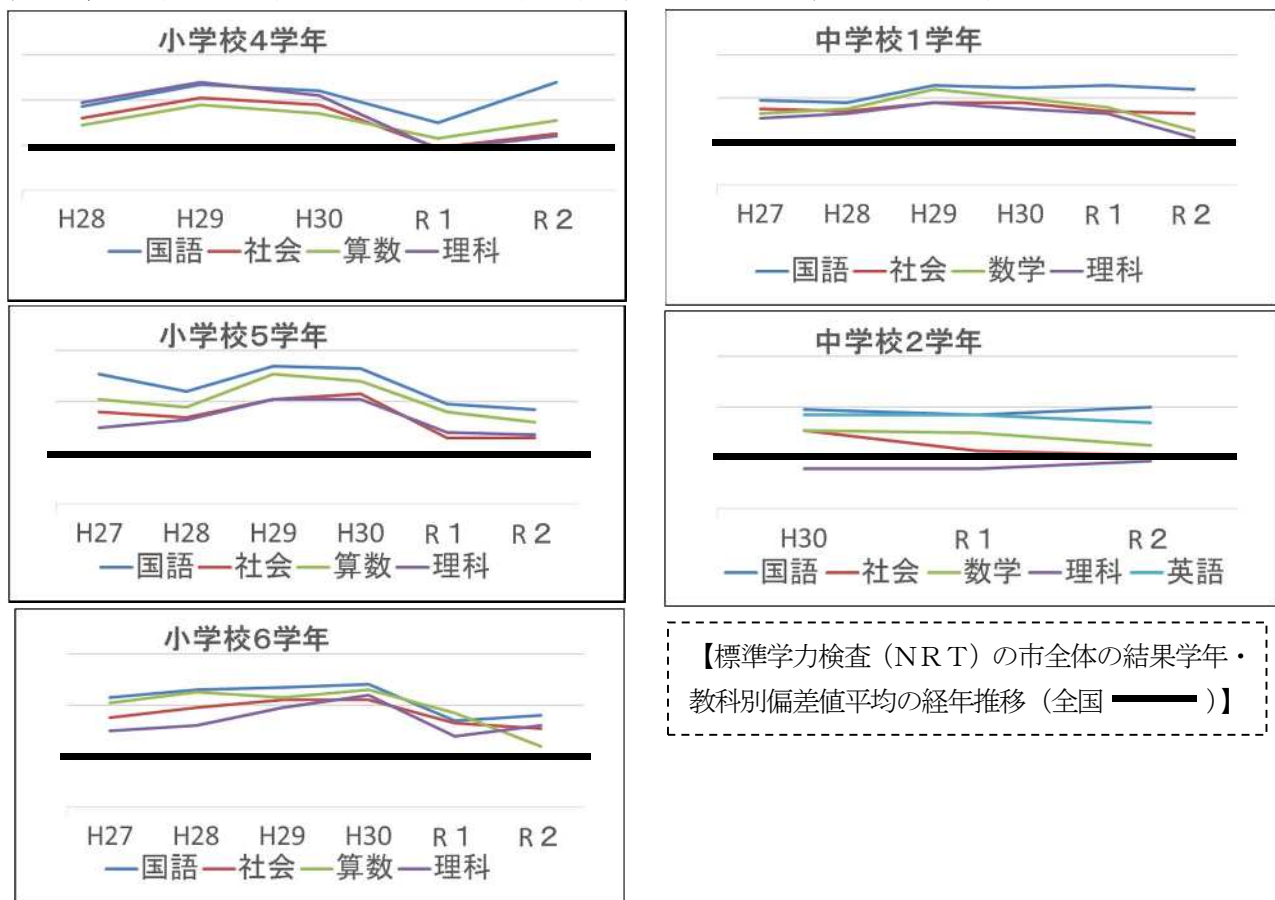 小学校4学年
H28 H29 H30 R1 R2
国語 社会 算数 理科
小学校5学年
H27 H28 H29 H30 R1 R2
国語 社会 算数 理科
小学校6学年
H27 H28 H29 H30 R1 R2
国語 社会 算数 理科
中学校1学年
H27 H28 H29 H30 R1 R2
国語 社会 数学 理科
中学校2学年
H30 R1 R2
国語 社会 数学 理科 英語
【標準学力検査(NRT)の市全体の結果学年・
教科別偏差値平均の経年推移(全国 )】